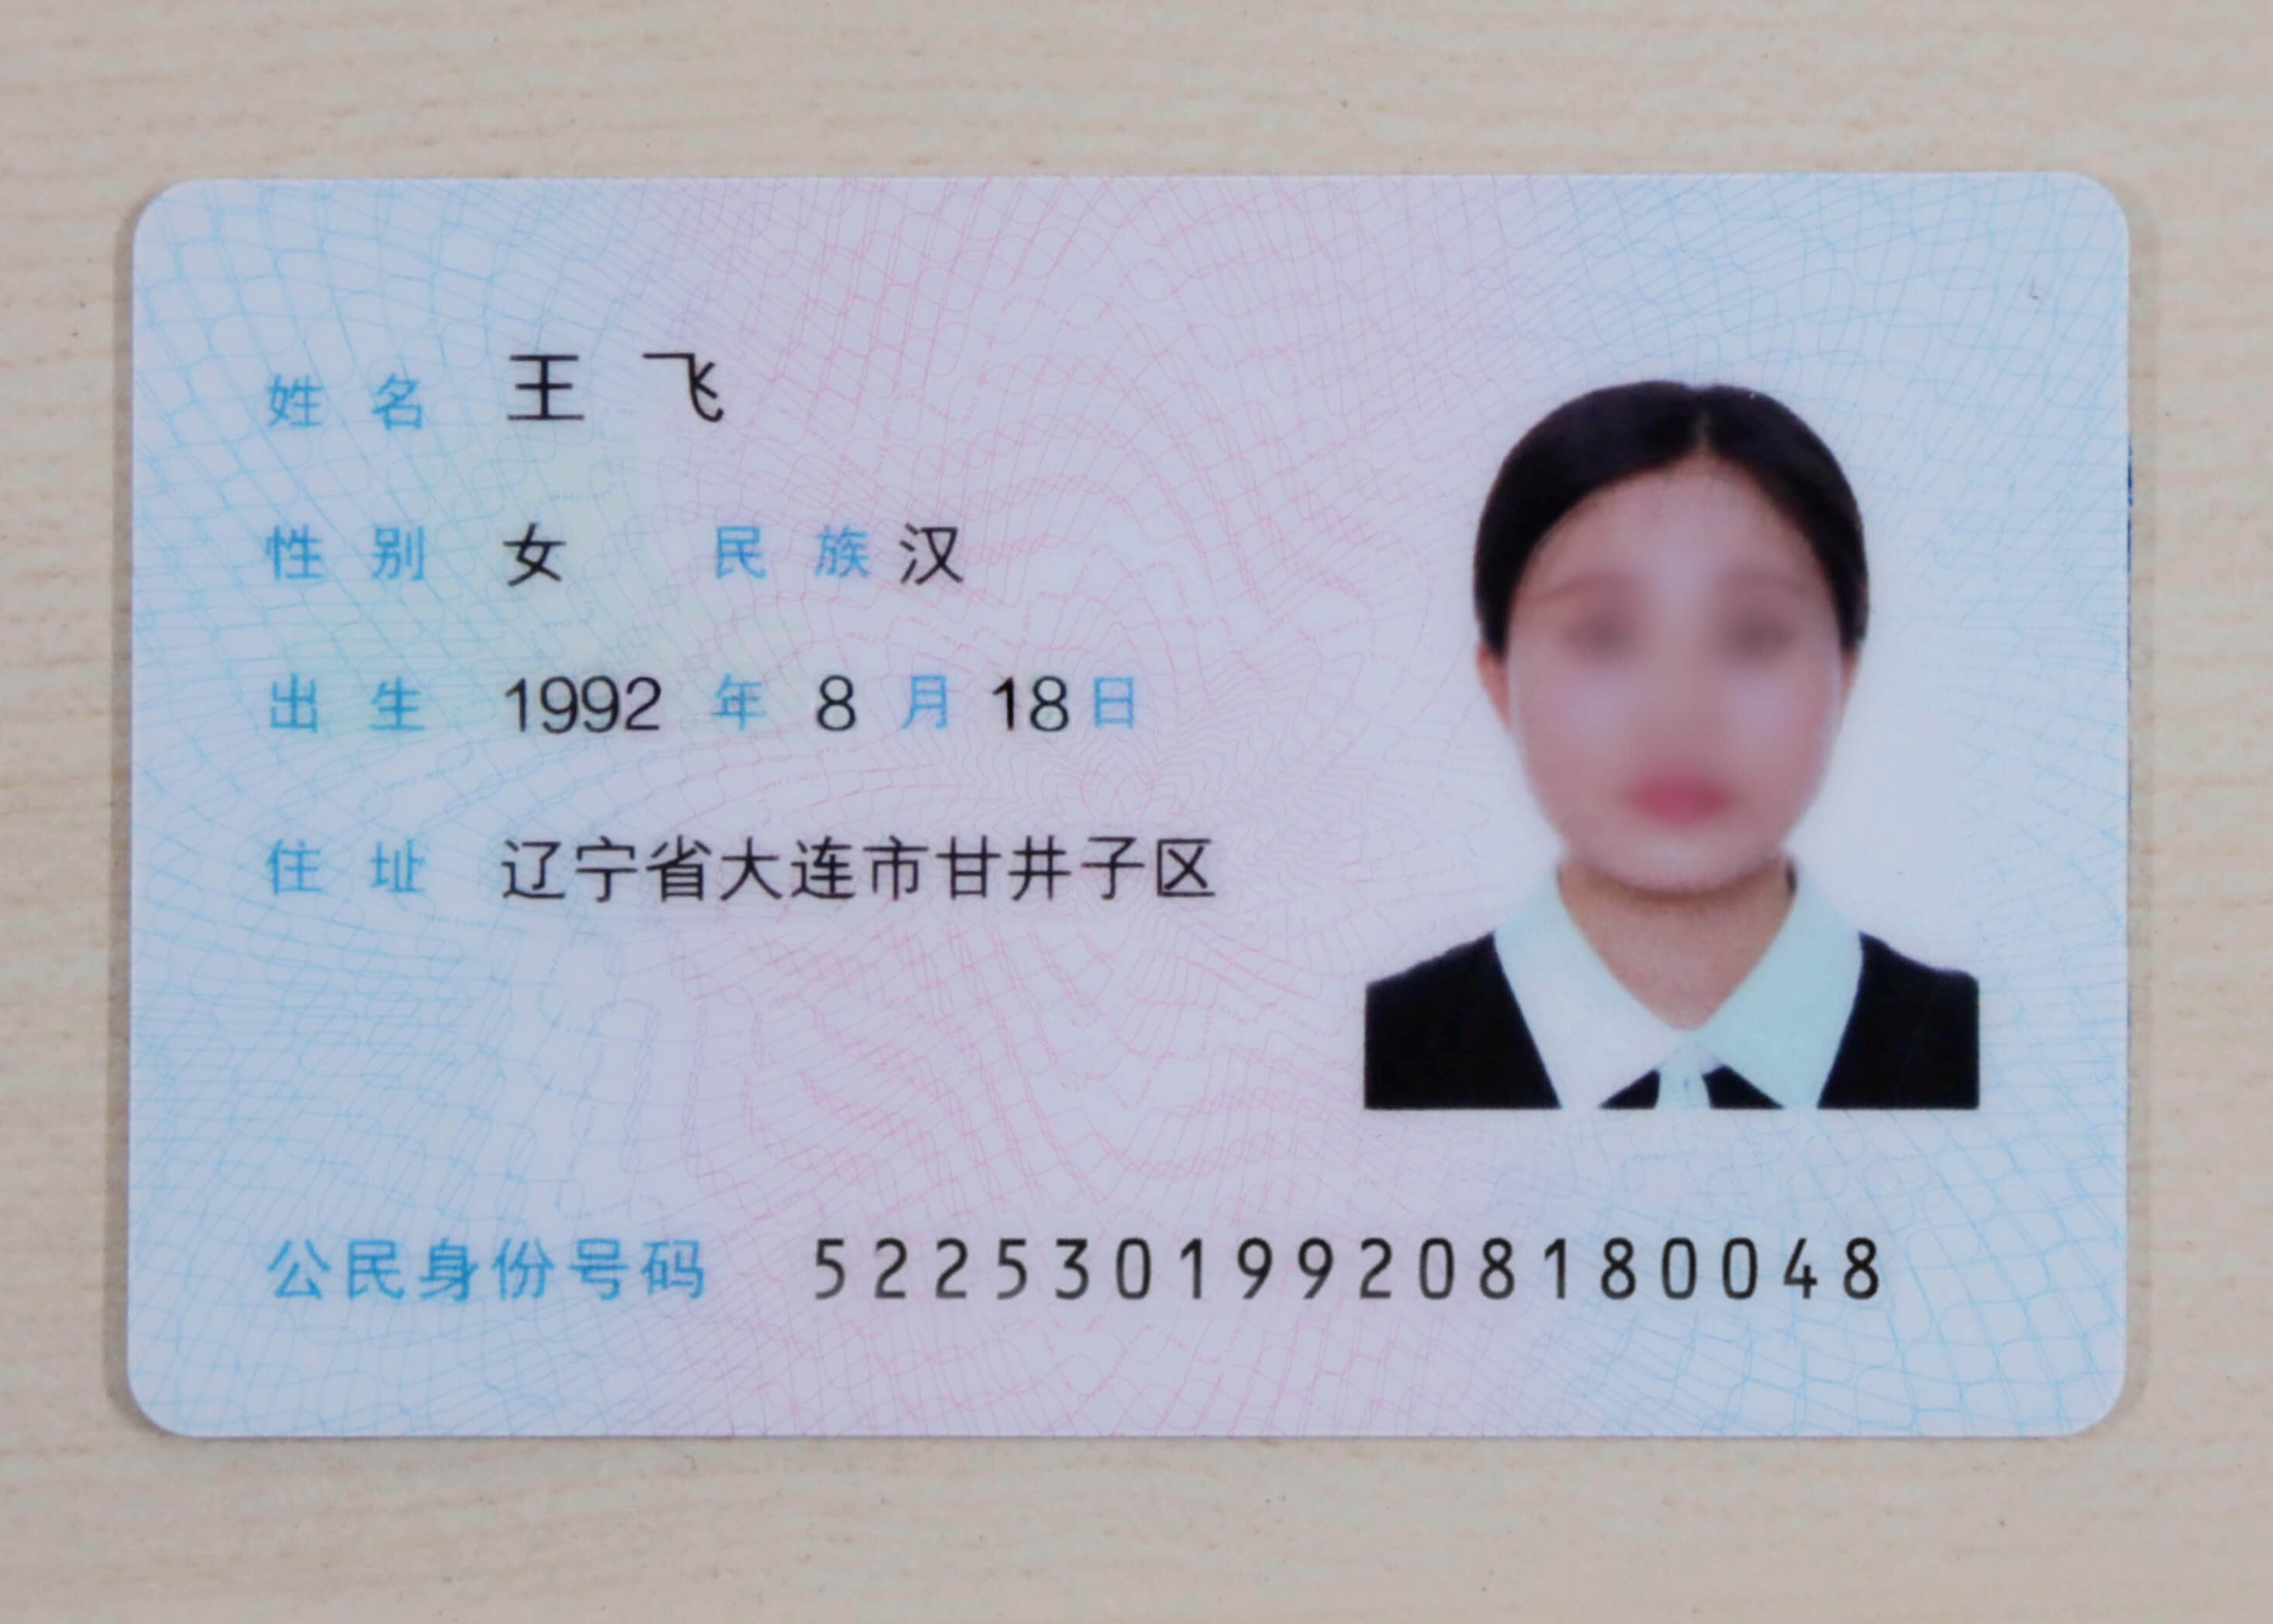 姓名 王飞
性别 女 民族 汉
出生 1992 年 8 月 18 日
住址 辽宁省大连市甘井子区
公民身份号码 522530199208180048